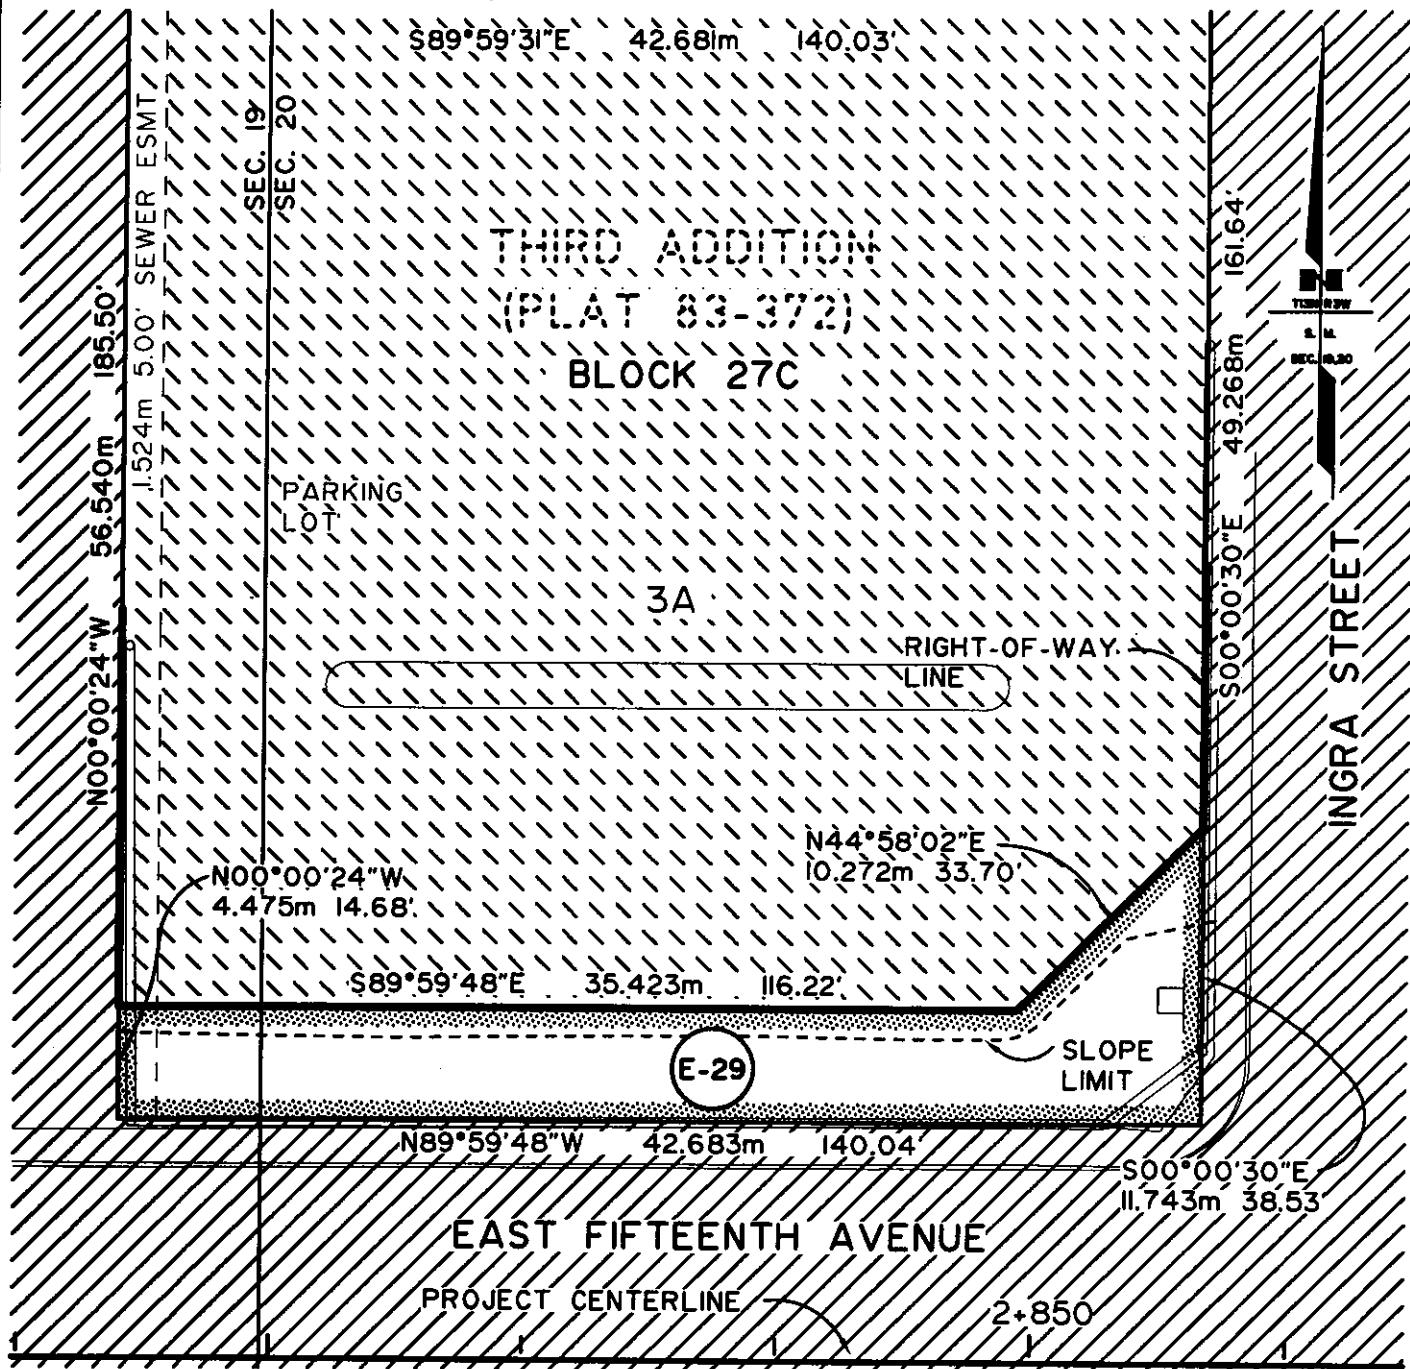 S89°59'31"E 42.681m 140.03'
1.524m 5.00' SEWER ESMT
SEC. 19
SEC. 20
THIRD ADDITION
(PLAT 83-372)
BLOCK 27C
N00°00'24"W 56.540m 185.50'
S00°00'30"E 49.268m 161.64'
S. M.
SEC. 19,20
PARKING
LOT
3A
RIGHT-OF-WAY
LINE
INGRA STREET
N44°58'02"E
10.272m 33.70'
N00°00'24"W
4.475m 14.68'
S89°59'48"E 35.423m 116.22'
E-29
SLOPE
LIMIT
N89°59'48"W 42.683m 140.04'
S00°00'30"E
11.743m 38.53'
EAST FIFTEENTH AVENUE
PROJECT CENTERLINE
2+850